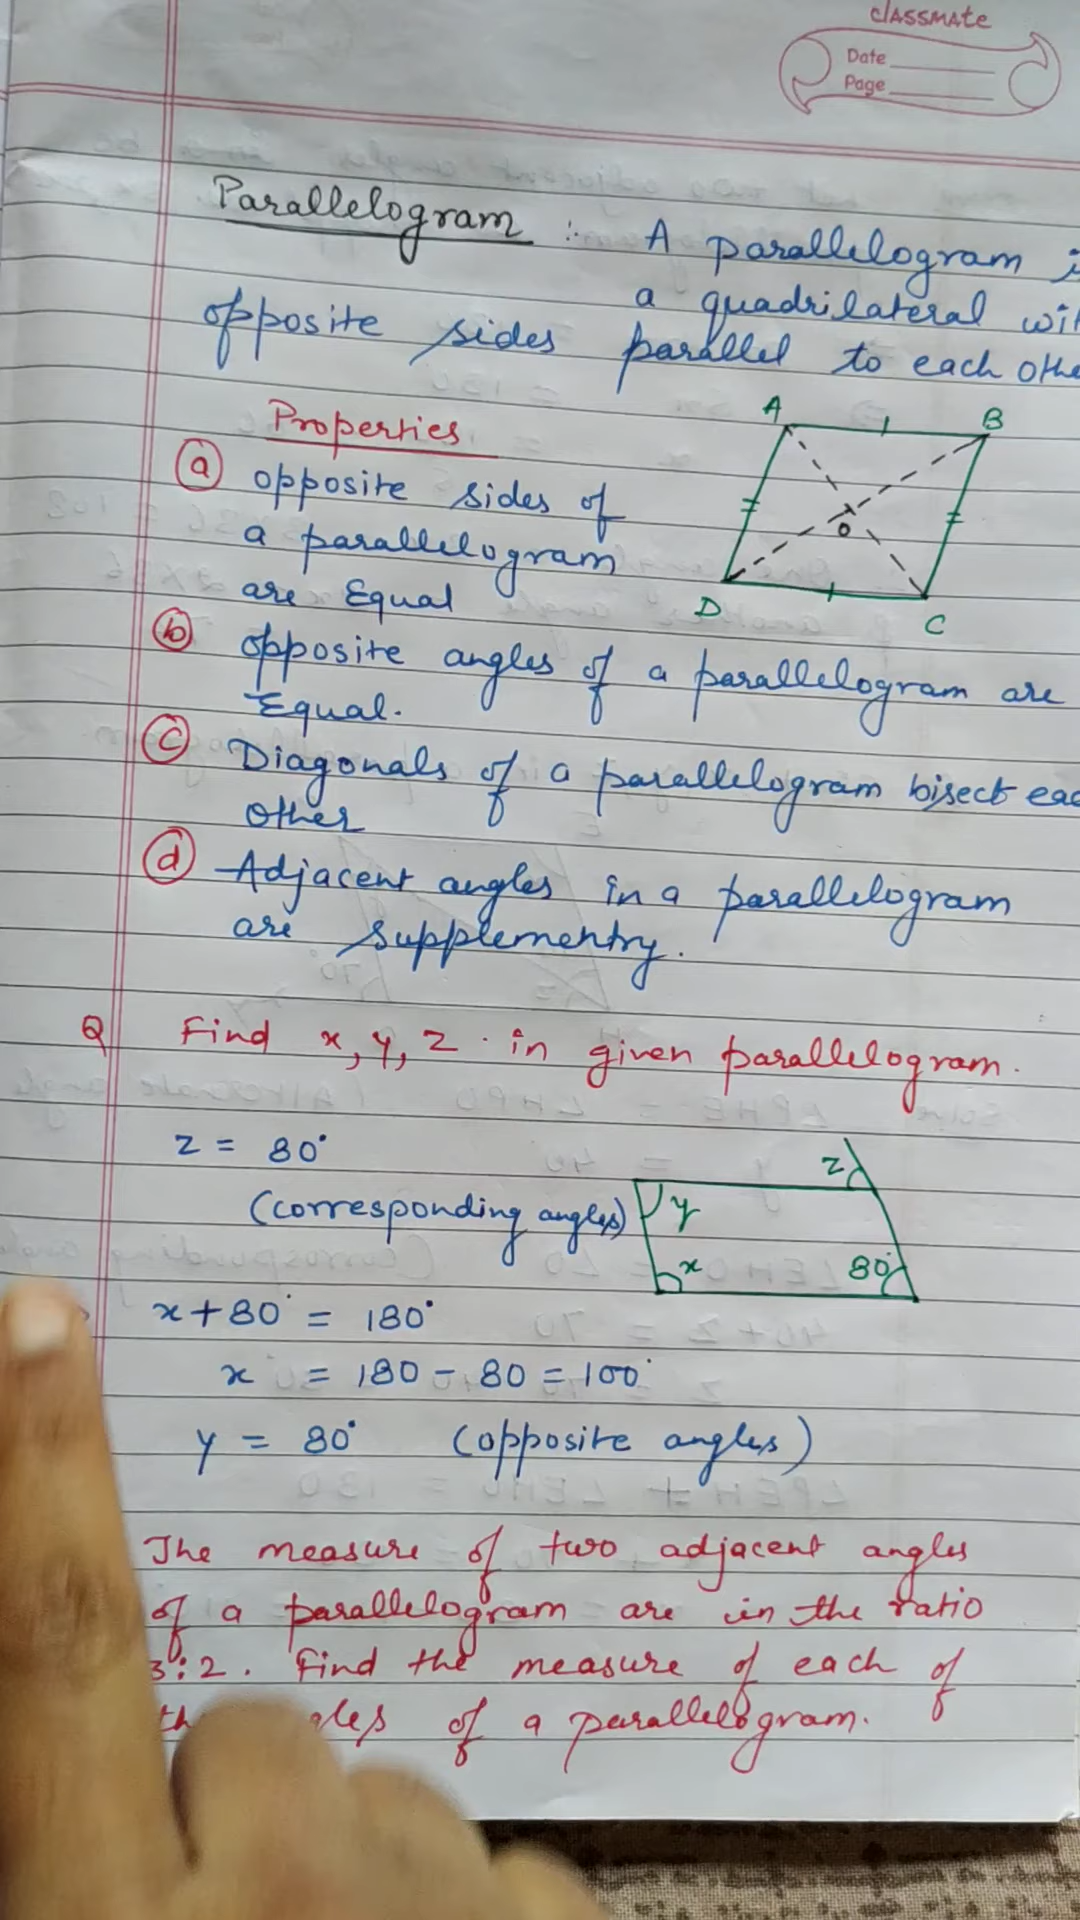 classmate
Date
Page
Parallelogram :- A parallelogram
a quadrilateral
opposite sides parallel to each
Properties
A B
(a) opposite sides of
a parallelogram
are Equal
O
D C
(b) opposite angles of a parallelogram are
Equal.
(c) Diagonals of a parallelogram bisect
other
(d) Adjacent angles in a parallelogram
are supplementry.
Q Find x, y, z. in given parallelogram.
z = 80°
z
(corresponding angles)
y
x 80°
x + 80° = 180°
x = 180 - 80 = 100°
y = 80° (opposite angles)
The measure of two adjacent angles
of a parallelogram are in the ratio
3:2. Find the measure of each of
of a parallelogram.